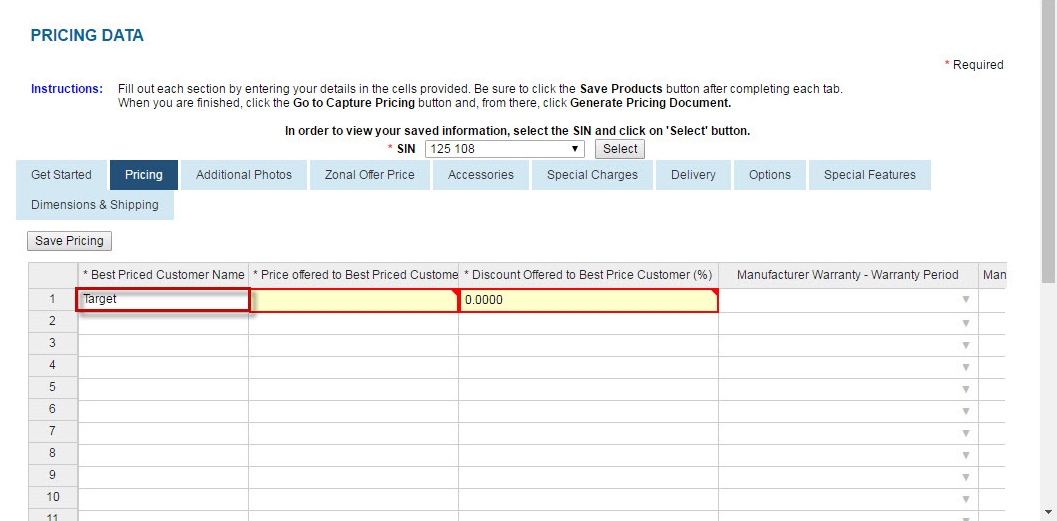 PRICING DATA
* Required
Instructions: Fill out each section by entering your details in the cells provided. Be sure to click the Save Products button after completing each tab.
When you are finished, click the Go to Capture Pricing button and, from there, click Generate Pricing Document.
In order to view your saved information, select the SIN and click on 'Select' button.
* SIN 125 108 Select
Get Started Pricing Additional Photos Zonal Offer Price Accessories Special Charges Delivery Options Special Features
Dimensions & Shipping
Save Pricing
* Best Priced Customer Name * Price offered to Best Priced Custome * Discount Offered to Best Price Customer (%) Manufacturer Warranty - Warranty Period Man
1 Target 0.0000
2
3
4
5
6
7
8
9
10
11